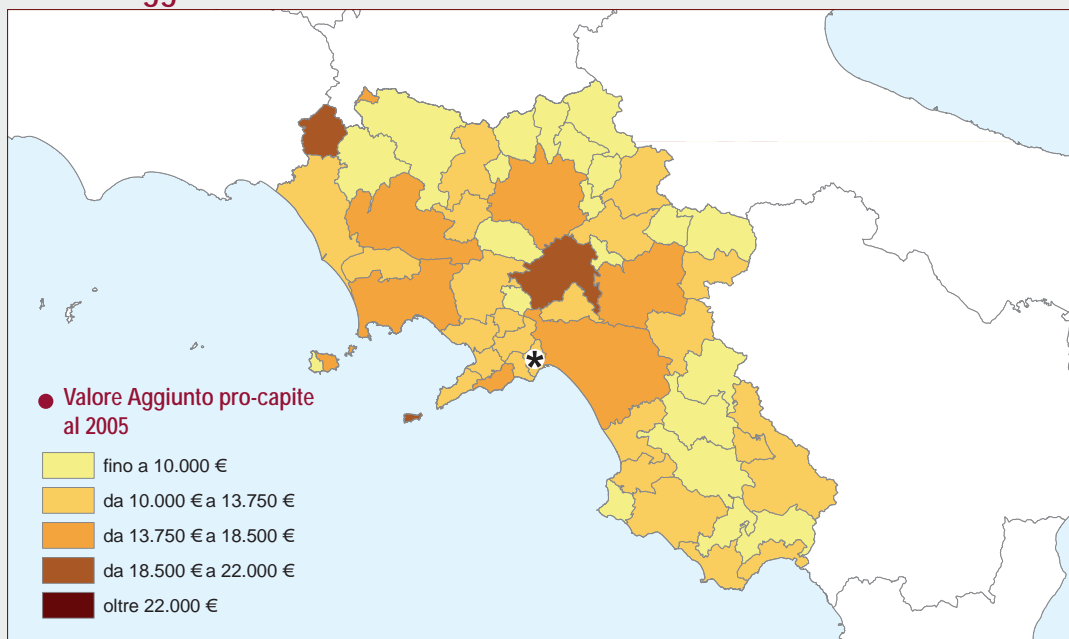 Valore Aggiunto pro-capite
al 2005
fino a 10.000 €
da 10.000 € a 13.750 €
da 13.750 € a 18.500 €
da 18.500 € a 22.000 €
oltre 22.000 €
*